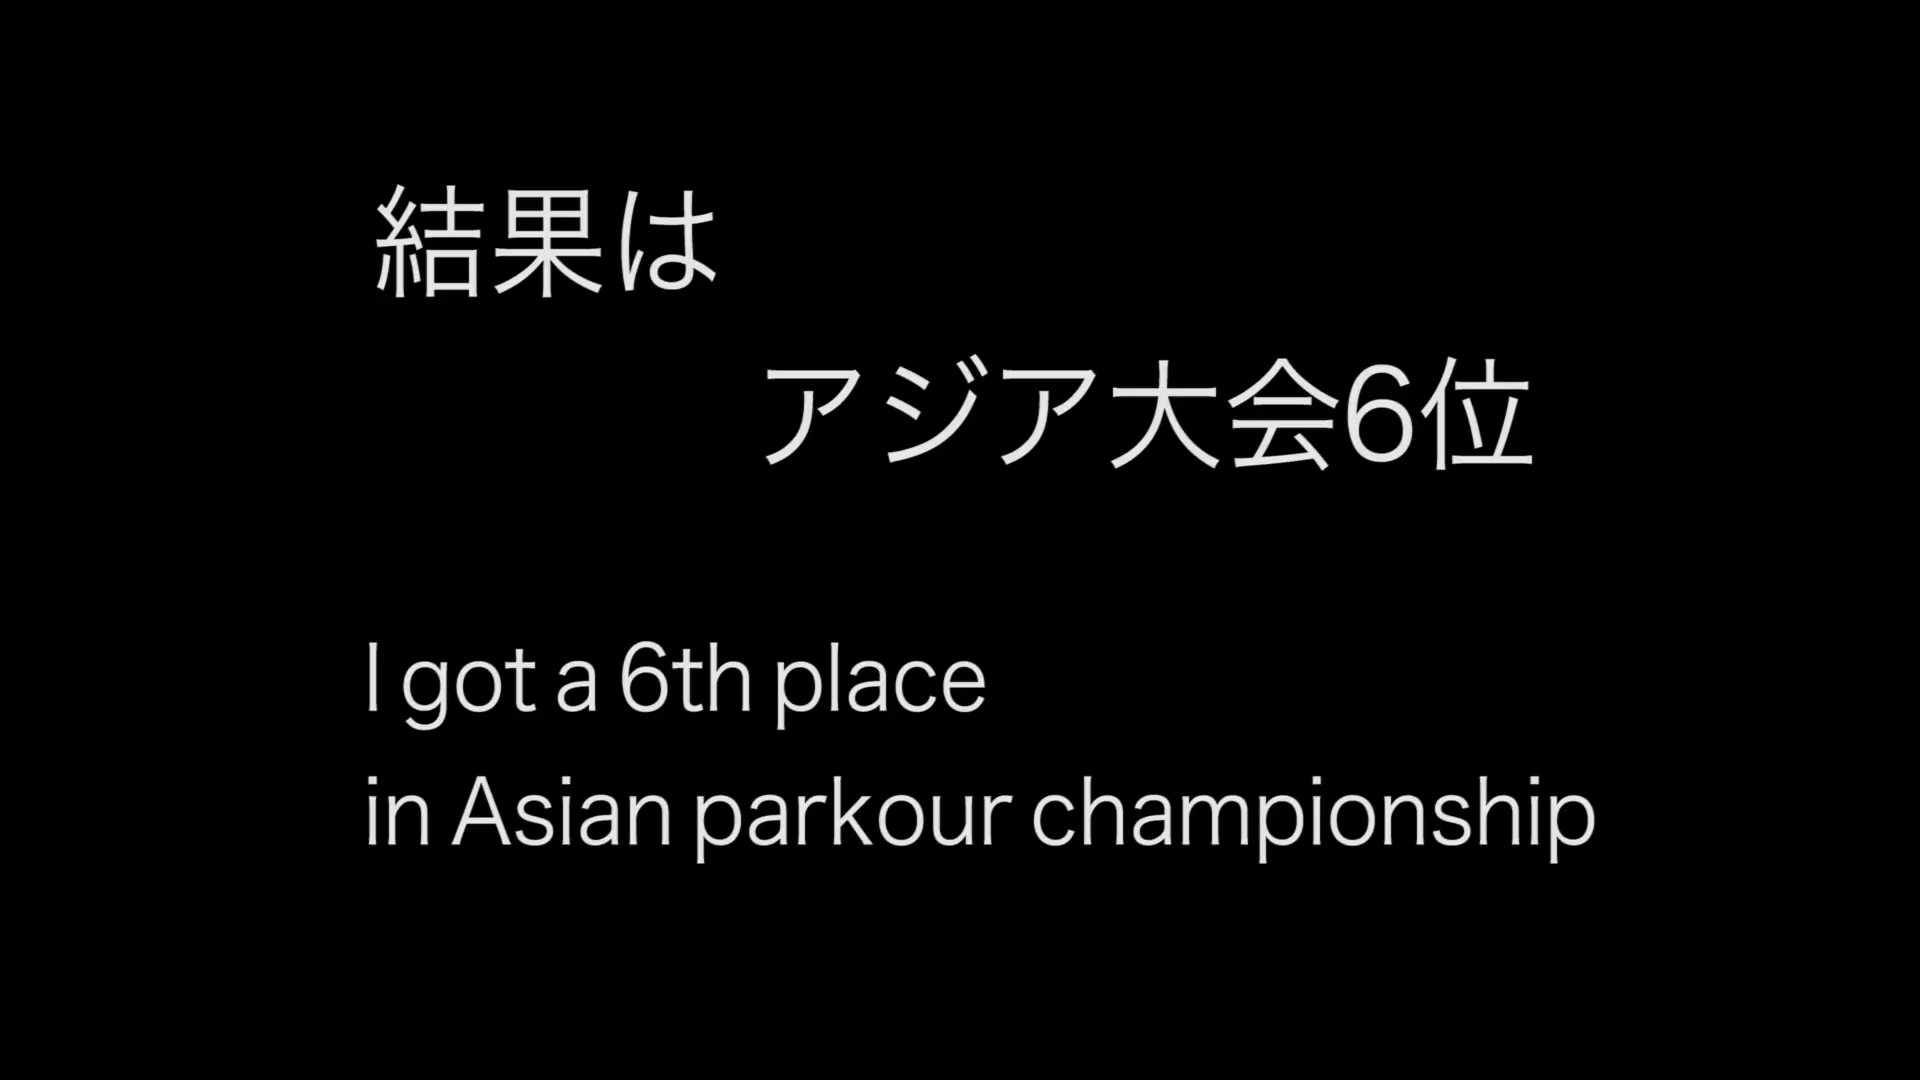 結果は
アジア大会6位
I got a 6th place
in Asian parkour championship